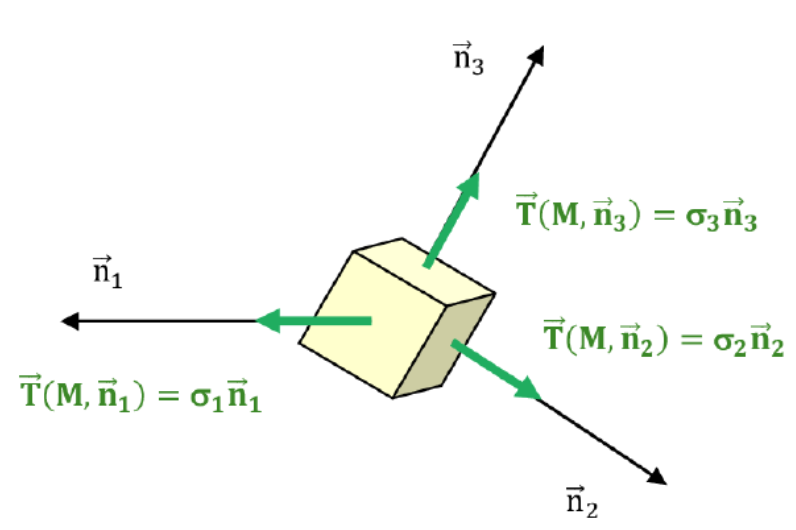 n⃗₃
T⃗(M, n⃗₃) = σ₃n⃗₃
n⃗₁
T⃗(M, n⃗₂) = σ₂n⃗₂
T⃗(M, n⃗₁) = σ₁n⃗₁
n⃗₂